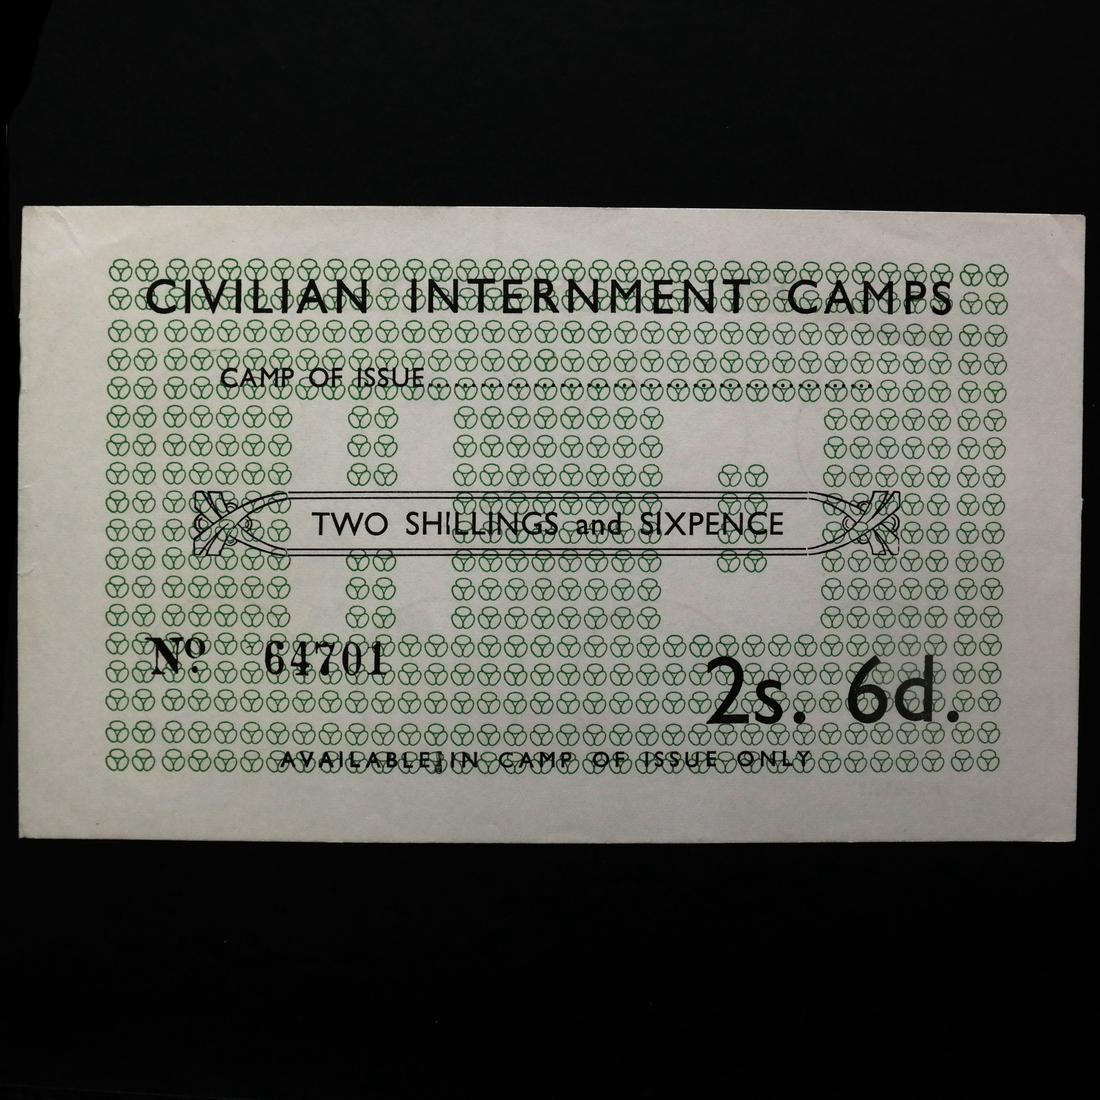 CIVILIAN INTERNMENT CAMPS
CAMP OF ISSUE..................................
TWO SHILLINGS and SIXPENCE
Nº 64701
2s. 6d.
AVAILABLE IN CAMP OF ISSUE ONLY